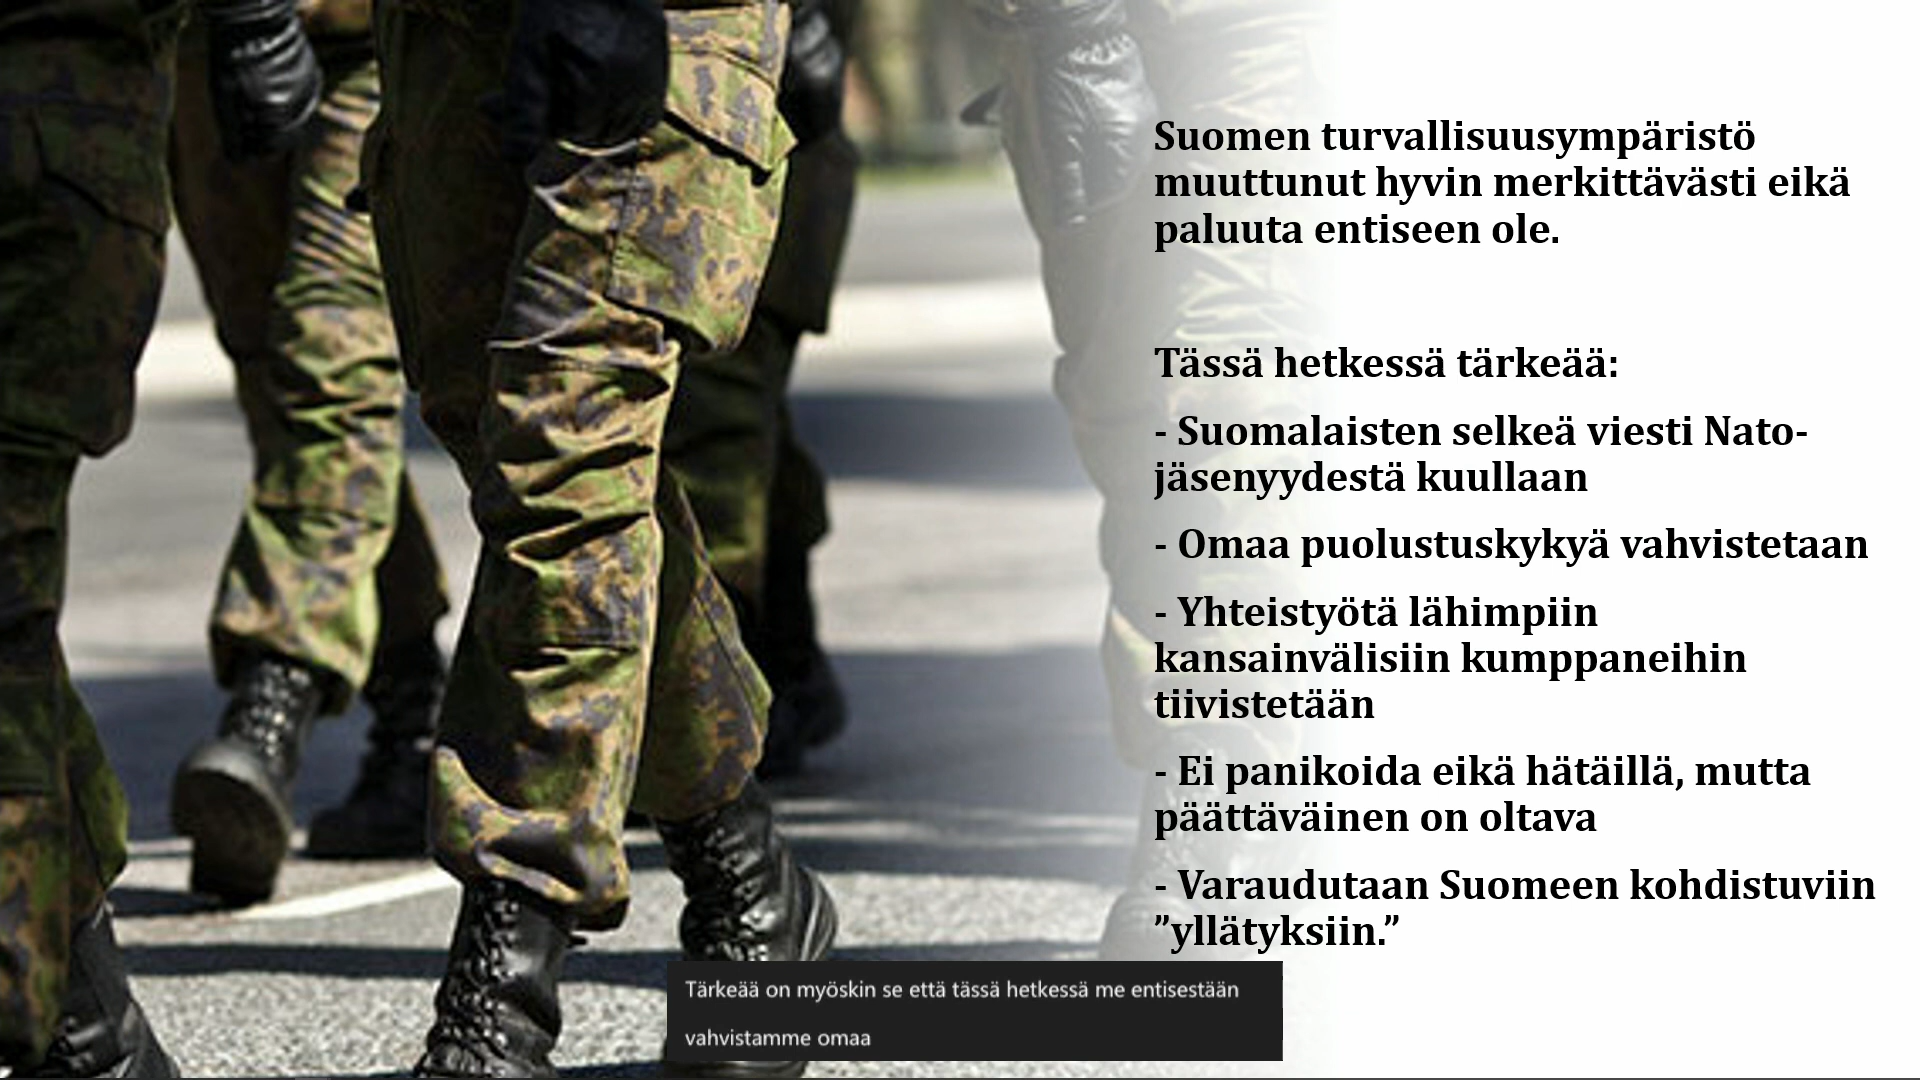 Suomen turvallisuusympäristö
muuttunut hyvin merkittävästi eikä
paluuta entiseen ole.
Tässä hetkessä tärkeää:
- Suomalaisten selkeä viesti Nato-
jäsenyydestä kuullaan
- Omaa puolustuskykyä vahvistetaan
- Yhteistyötä lähimpiin
kansainvälisiin kumppaneihin
tiivistetään
- Ei panikoida eikä hätäillä, mutta
päättäväinen on oltava
- Varaudutaan Suomeen kohdistuviin
”yllätyksiin.”
Tärkeää on myöskin se että tässä hetkessä me entisestään
vahvistamme omaa